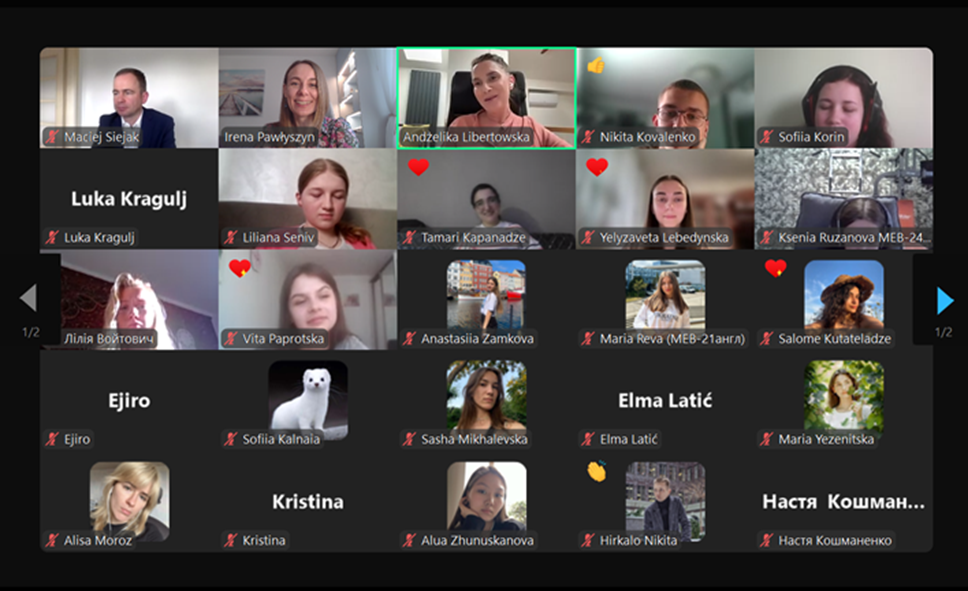 Maciej Siejak
Irena Pawłyszyn
Andżelika Libertowska
Nikita Kovalenko
Sofiia Korin
Luka Kragulj
Luka Kragulj
Liliana Seniv
Tamari Kapanadze
Yelyzaveta Lebedynska
Ksenia Ruzanova MEB-24...
1/2
Лілія Войтович
Vita Paprotska
Anastasiia Zamkova
Maria Reva (МЕВ-21англ)
Salome Kutateladze
1/2
Ejiro
Ejiro
Sofiia Kalnaia
Sasha Mikhalevska
Elma Latić
Elma Latić
Maria Yezenitska
Alisa Moroz
Kristina
Kristina
Alua Zhunuskanova
Hirkalo Nikita
Настя Кошман...
Настя Кошманенко